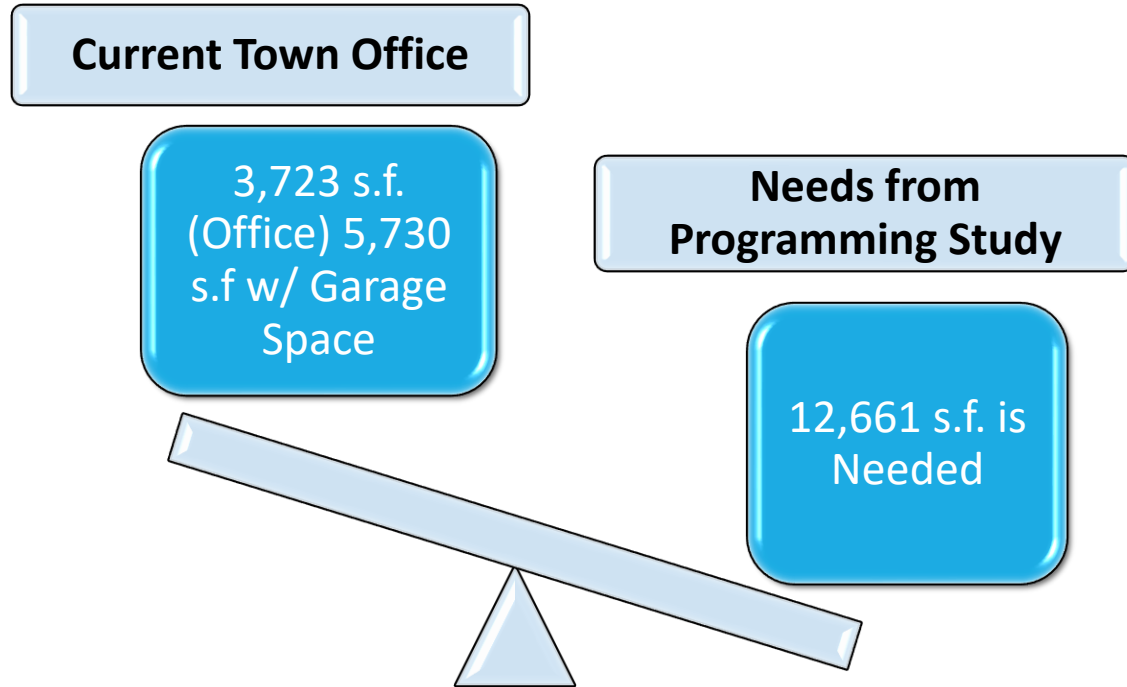 Current Town Office
3,723 s.f.
(Office) 5,730
s.f w/ Garage
Space
Needs from
Programming Study
12,661 s.f. is
Needed